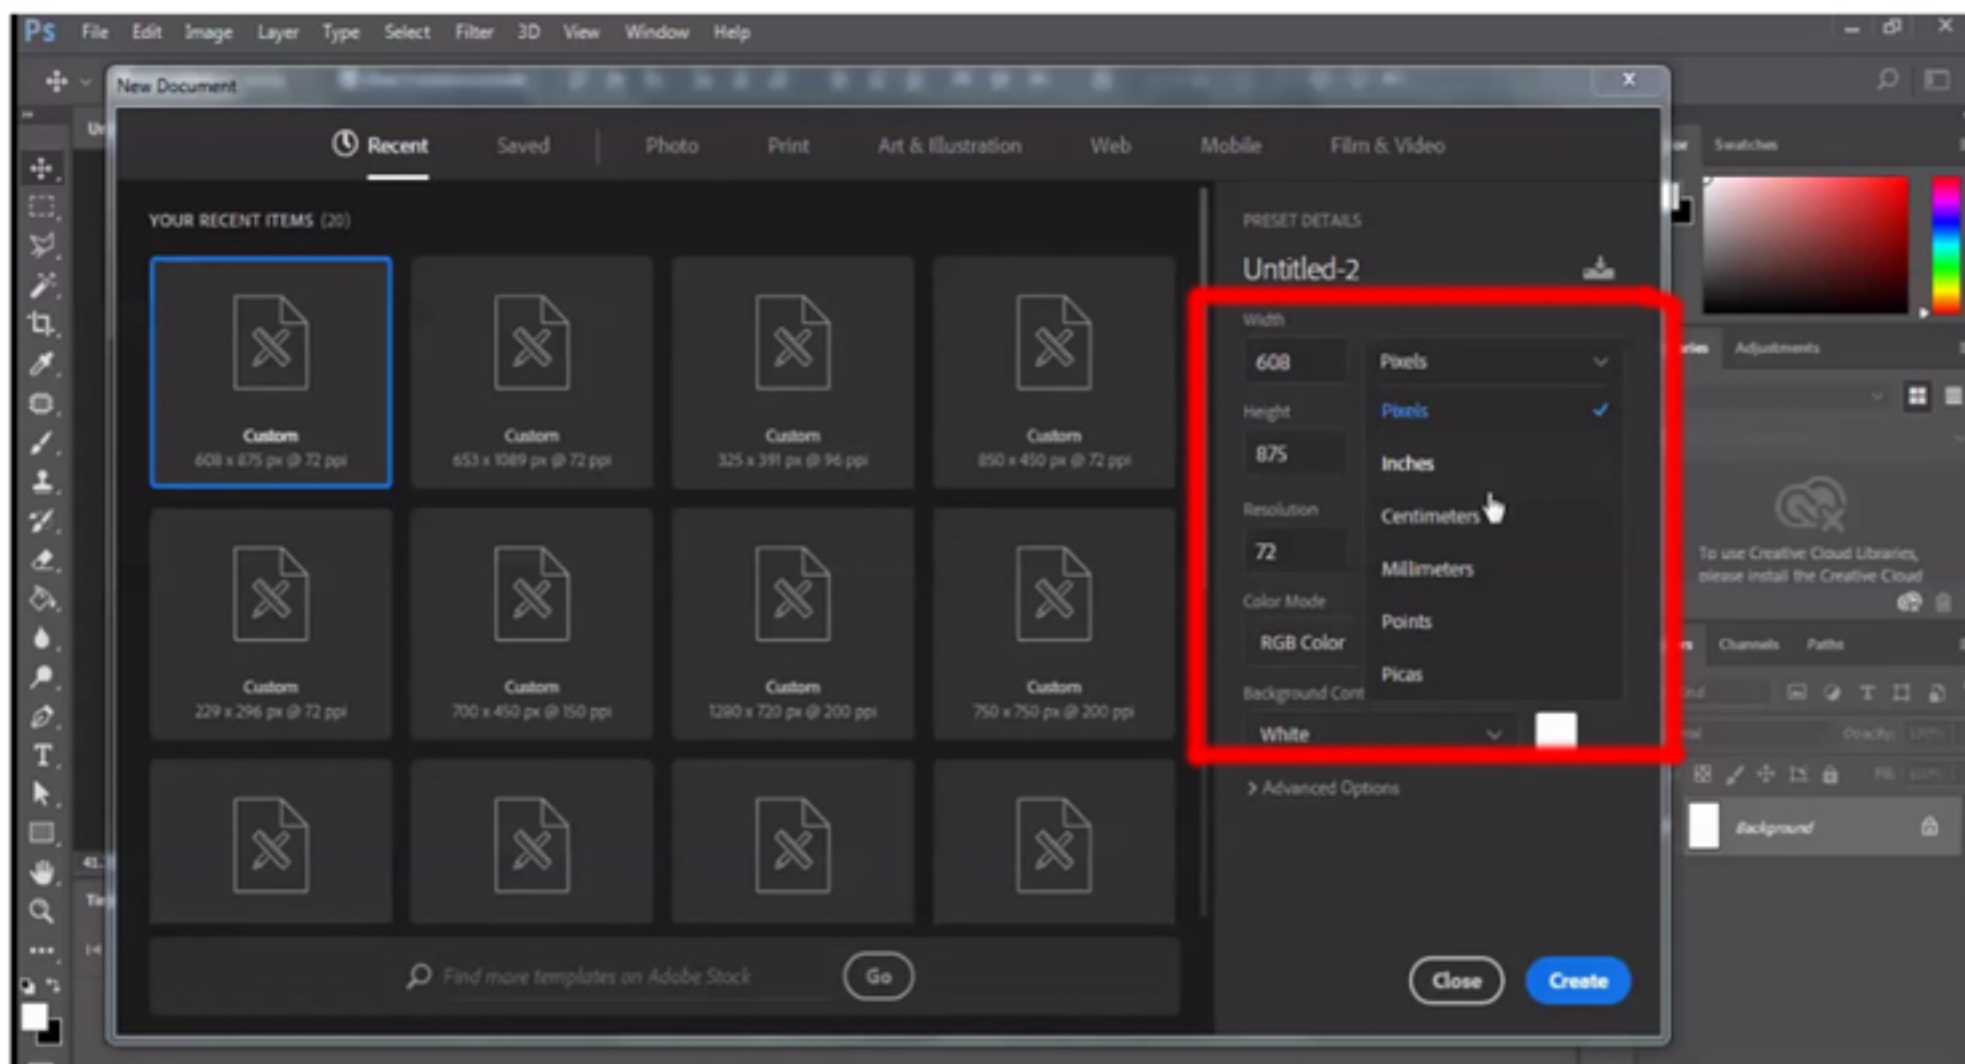 Ps File Edit Image Layer Type Select Filter 3D View Window Help
New Document
Recent Saved Photo Print Art & Illustration Web Mobile Film & Video
Swatches
YOUR RECENT ITEMS (20)
Custom
608 x 875 px @ 72 ppi
Custom
653 x 1089 px @ 72 ppi
Custom
325 x 391 px @ 96 ppi
Custom
850 x 450 px @ 72 ppi
Custom
229 x 296 px @ 72 ppi
Custom
700 x 450 px @ 150 ppi
Custom
1280 x 720 px @ 200 ppi
Custom
750 x 750 px @ 200 ppi
Find more templates on Adobe Stock Go
PRESET DETAILS
Untitled-2
Width
608 Pixels
Height
875
Resolution
72
Color Mode
RGB Color
Background Cont
White
Pixels
Inches
Centimeters
Millimeters
Points
Picas
Advanced Options
Close Create
Adjustments
To use Creative Cloud Libraries,
please install the Creative Cloud
Channels Paths
Opacity: 100%
Background